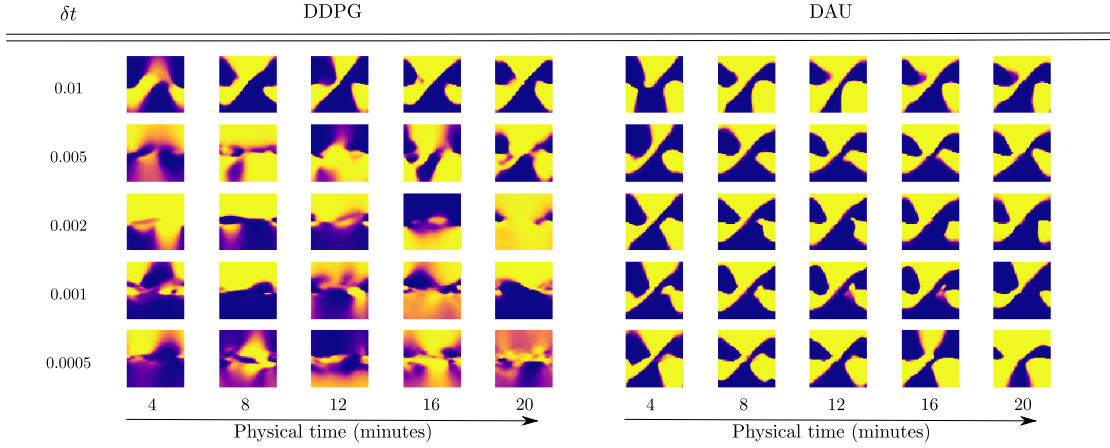 δt DDPG DAU
0.01
0.005
0.002
0.001
0.0005
4 8 12 16 20 4 8 12 16 20
Physical time (minutes) Physical time (minutes)